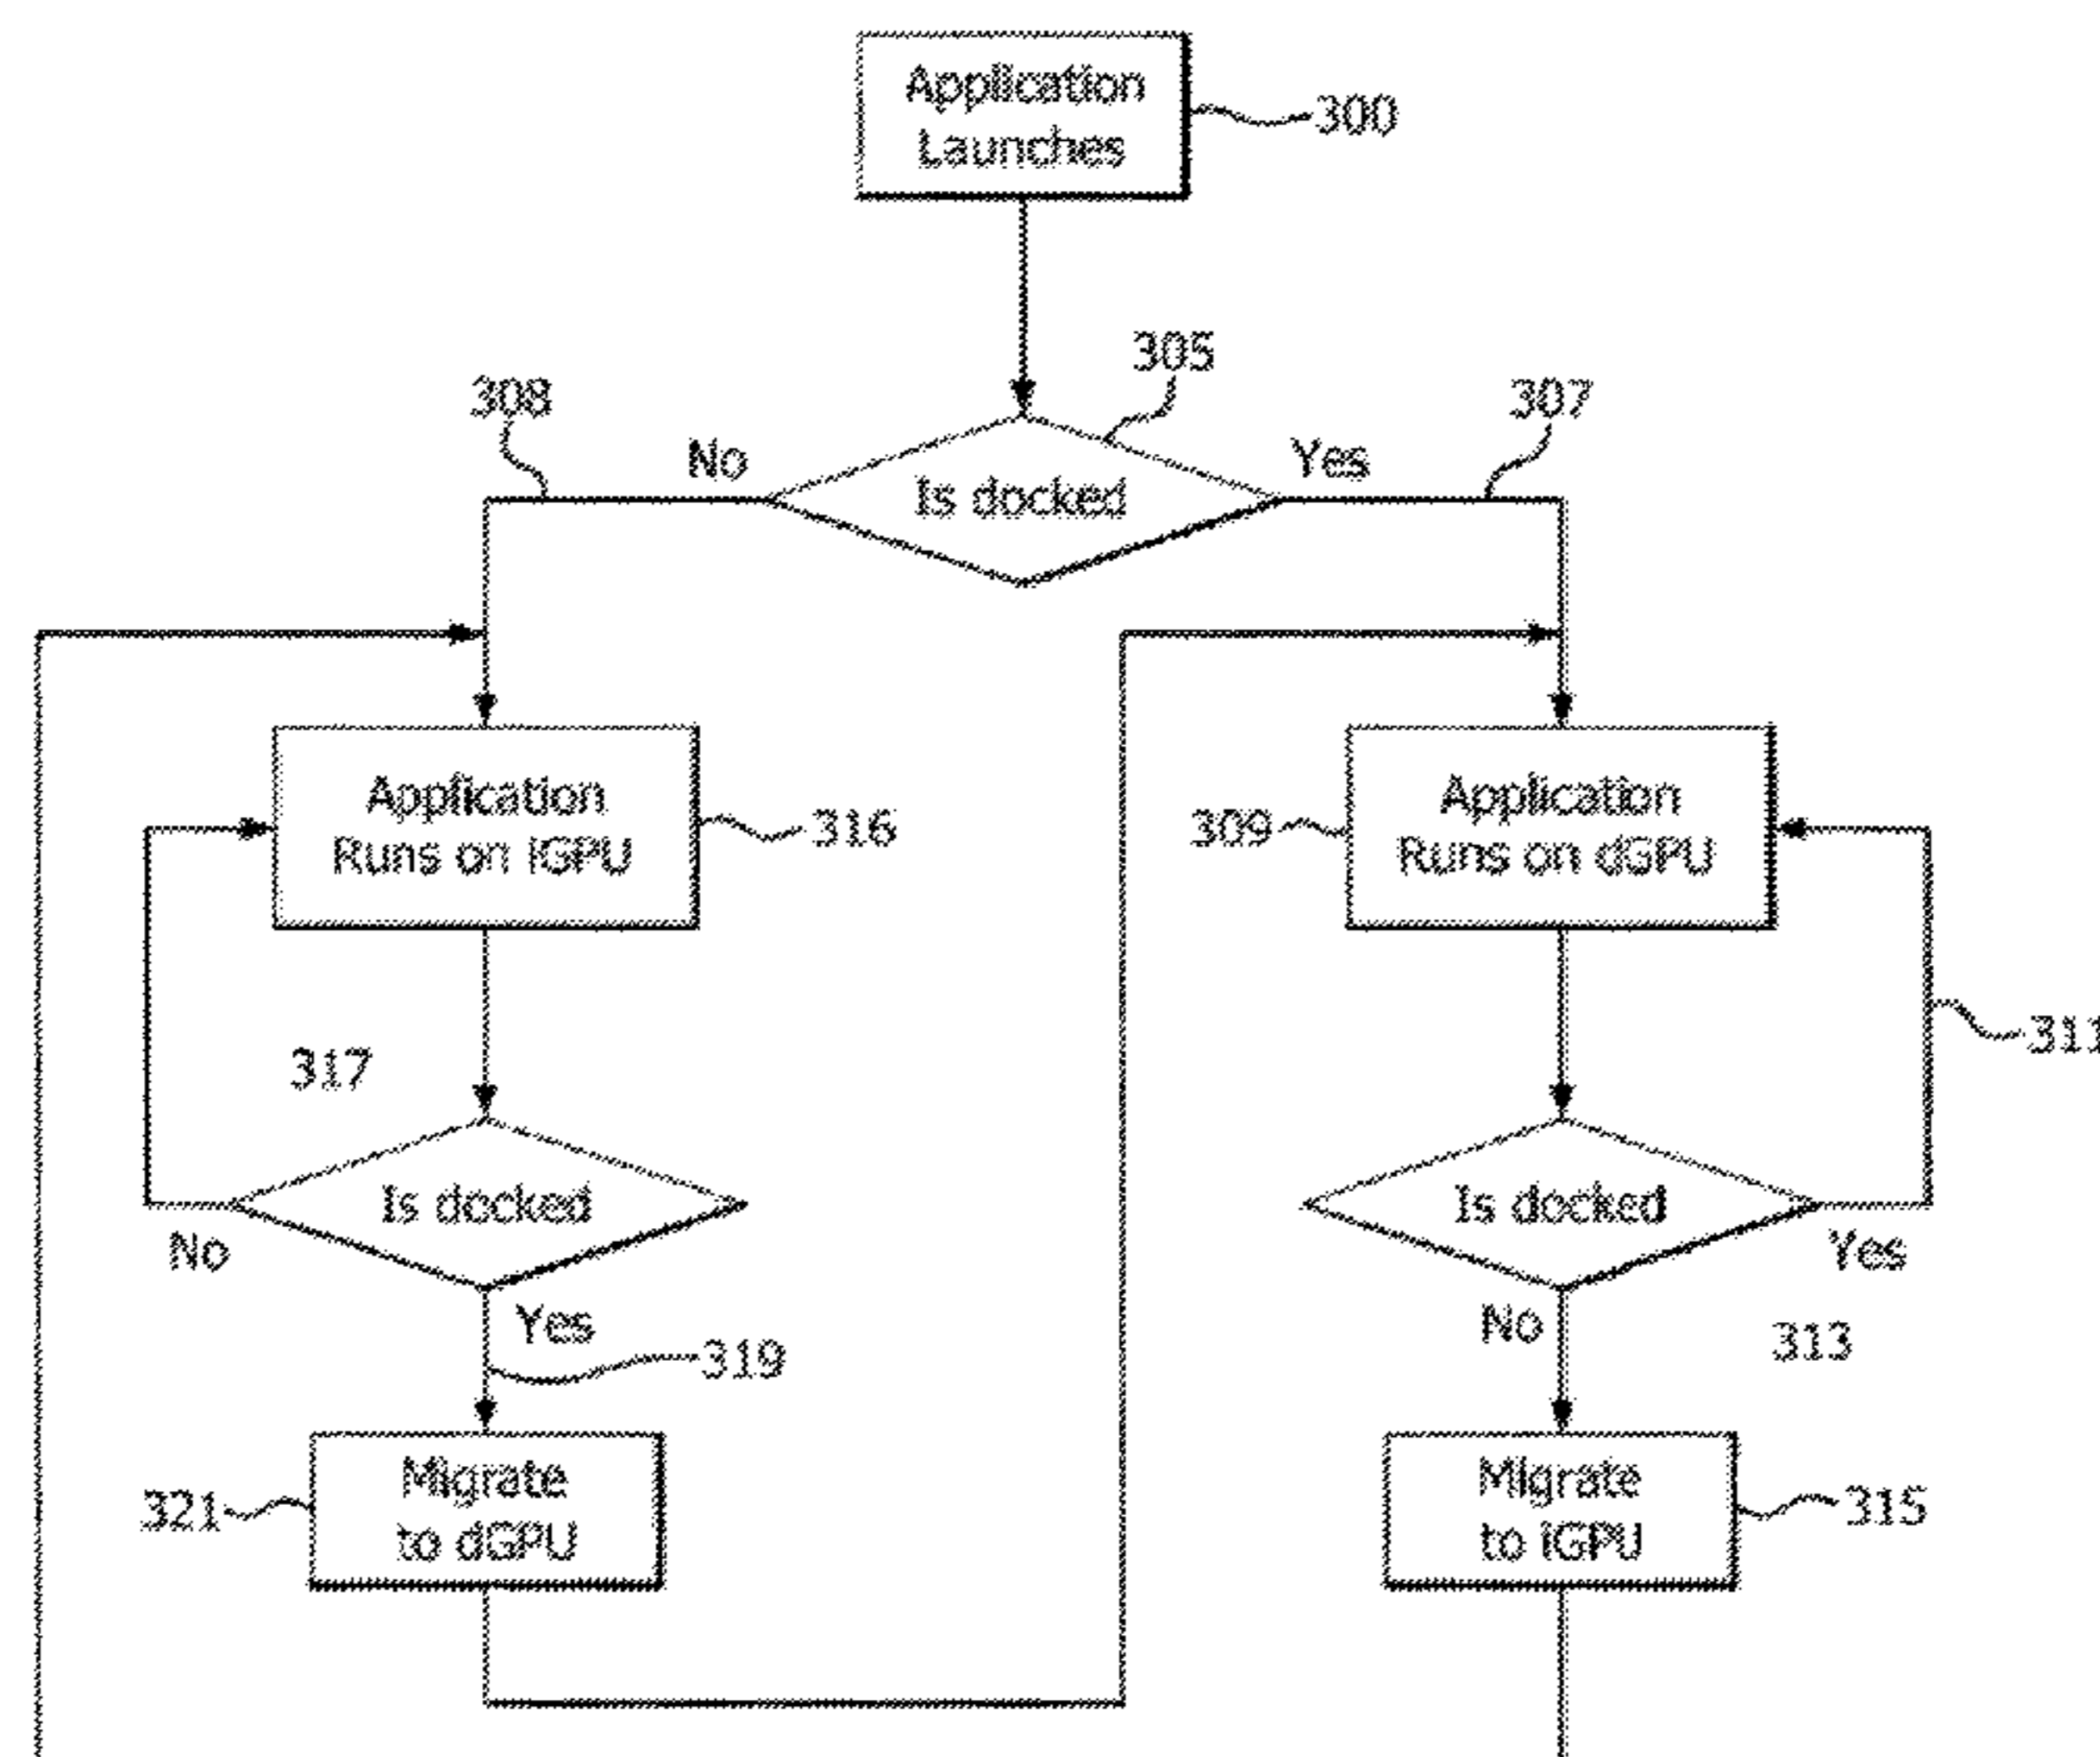 Application
Launches
300
305
308
307
No
Yes
Is docked
Application
Runs on iGPU
316
309
Application
Runs on dGPU
311
317
Is docked
Is docked
No
Yes
Yes
No
313
319
Migrate
to dGPU
321
Migrate
to iGPU
315